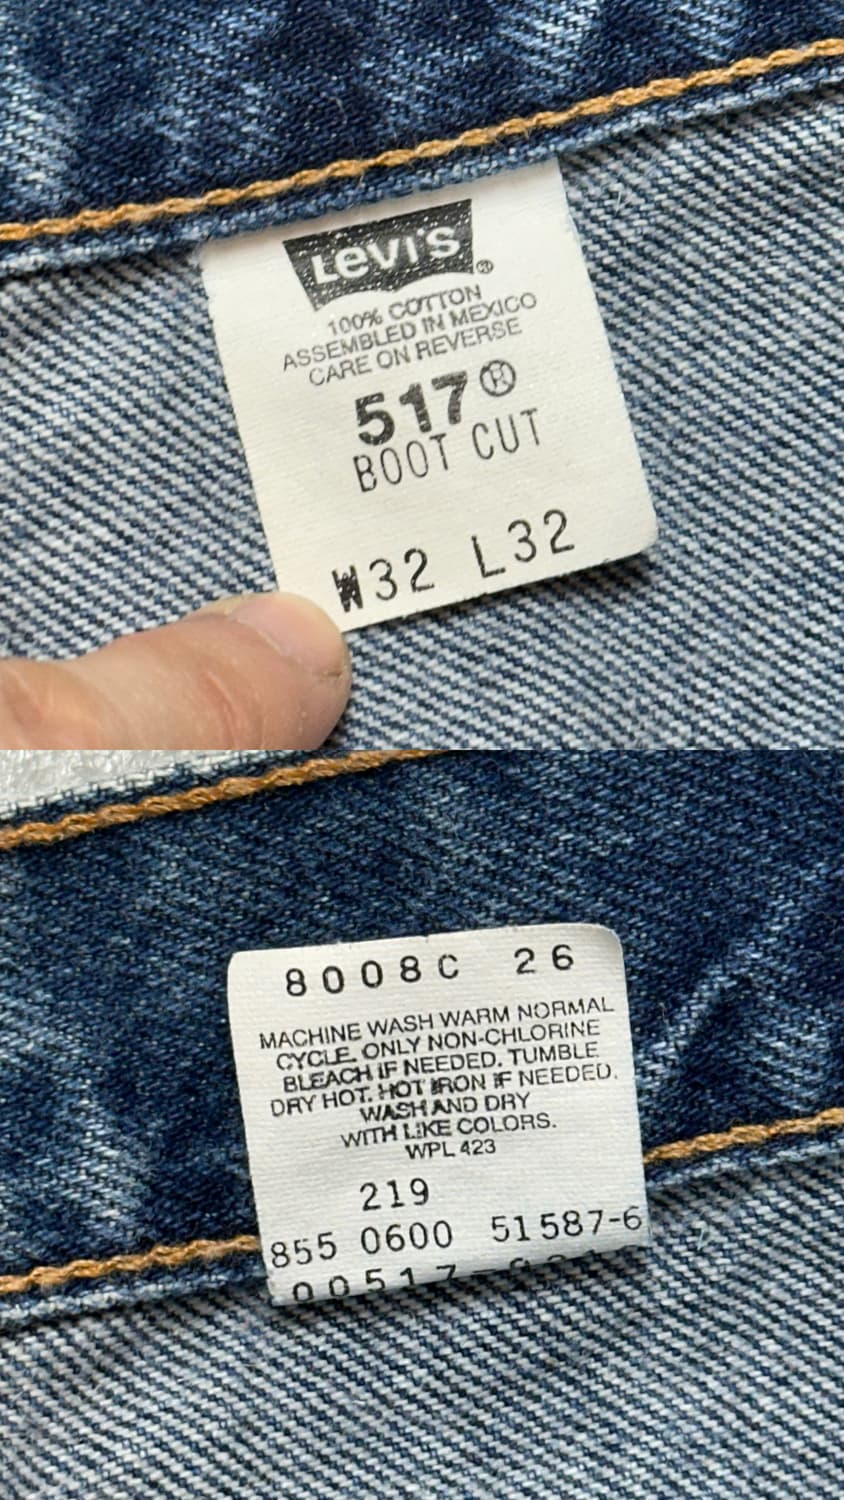 Levi's®
100% COTTON
ASSEMBLED IN MEXICO
CARE ON REVERSE
517®
BOOT CUT
W32 L32
8008C 26
MACHINE WASH WARM NORMAL
CYCLE. ONLY NON-CHLORINE
BLEACH IF NEEDED. TUMBLE
DRY HOT. HOT IRON IF NEEDED.
WASH AND DRY
WITH LIKE COLORS.
WPL 423
219
855 0600 51587-6
00517-